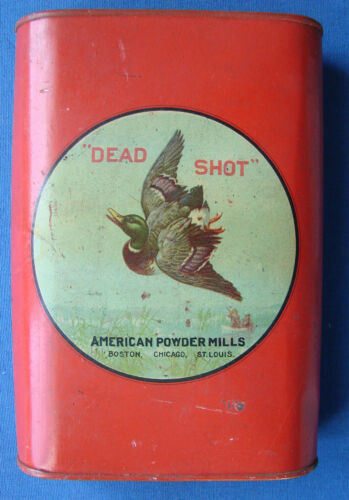 "DEAD SHOT"
AMERICAN POWDER MILLS
BOSTON, CHICAGO, ST. LOUIS.